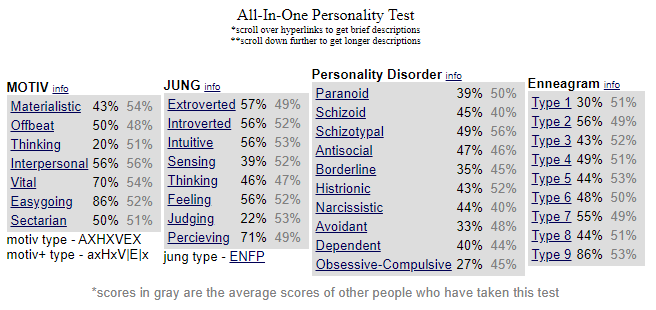 All-In-One Personality Test
*scroll over hyperlinks to get brief descriptions
**scroll down further to get longer descriptions
MOTIV info
Materialistic 43% 54%
Offbeat 50% 48%
Thinking 20% 51%
Interpersonal 56% 56%
Vital 70% 54%
Easygoing 86% 52%
Sectarian 50% 51%
motiv type - AXHXVEX
motiv+ type - axHxV|E|x
JUNG info
Extroverted 57% 49%
Introverted 56% 52%
Intuitive 56% 53%
Sensing 39% 52%
Thinking 46% 47%
Feeling 56% 52%
Judging 22% 53%
Percieving 71% 49%
jung type - ENFP
Personality Disorder info
Paranoid 39% 50%
Schizoid 45% 40%
Schizotypal 49% 56%
Antisocial 47% 46%
Borderline 35% 45%
Histrionic 43% 52%
Narcissistic 44% 40%
Avoidant 33% 48%
Dependent 40% 44%
Obsessive-Compulsive 27% 45%
Enneagram info
Type 1 30% 51%
Type 2 56% 49%
Type 3 43% 52%
Type 4 49% 51%
Type 5 44% 53%
Type 6 48% 50%
Type 7 55% 49%
Type 8 44% 51%
Type 9 86% 53%
*scores in gray are the average scores of other people who have taken this test